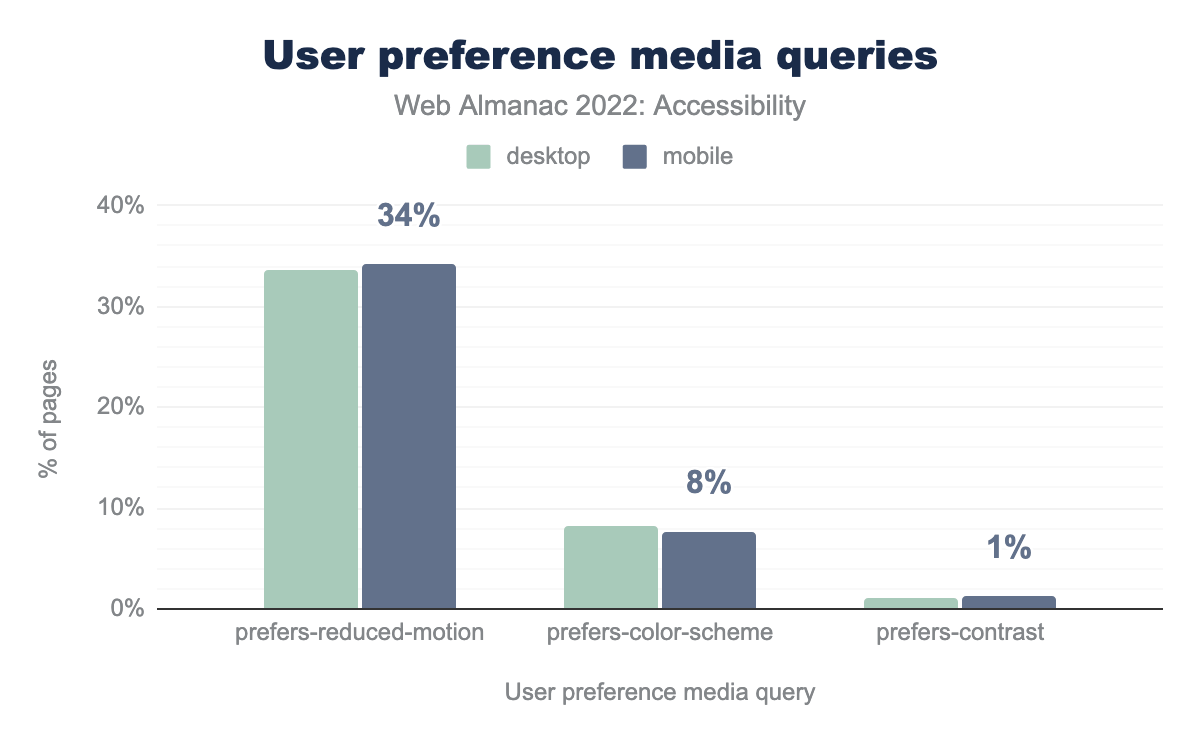 User preference media queries
Web Almanac 2022: Accessibility
desktop mobile
40%
30%
20%
10%
0%
% of pages
34%
8%
1%
prefers-reduced-motion prefers-color-scheme prefers-contrast
User preference media query